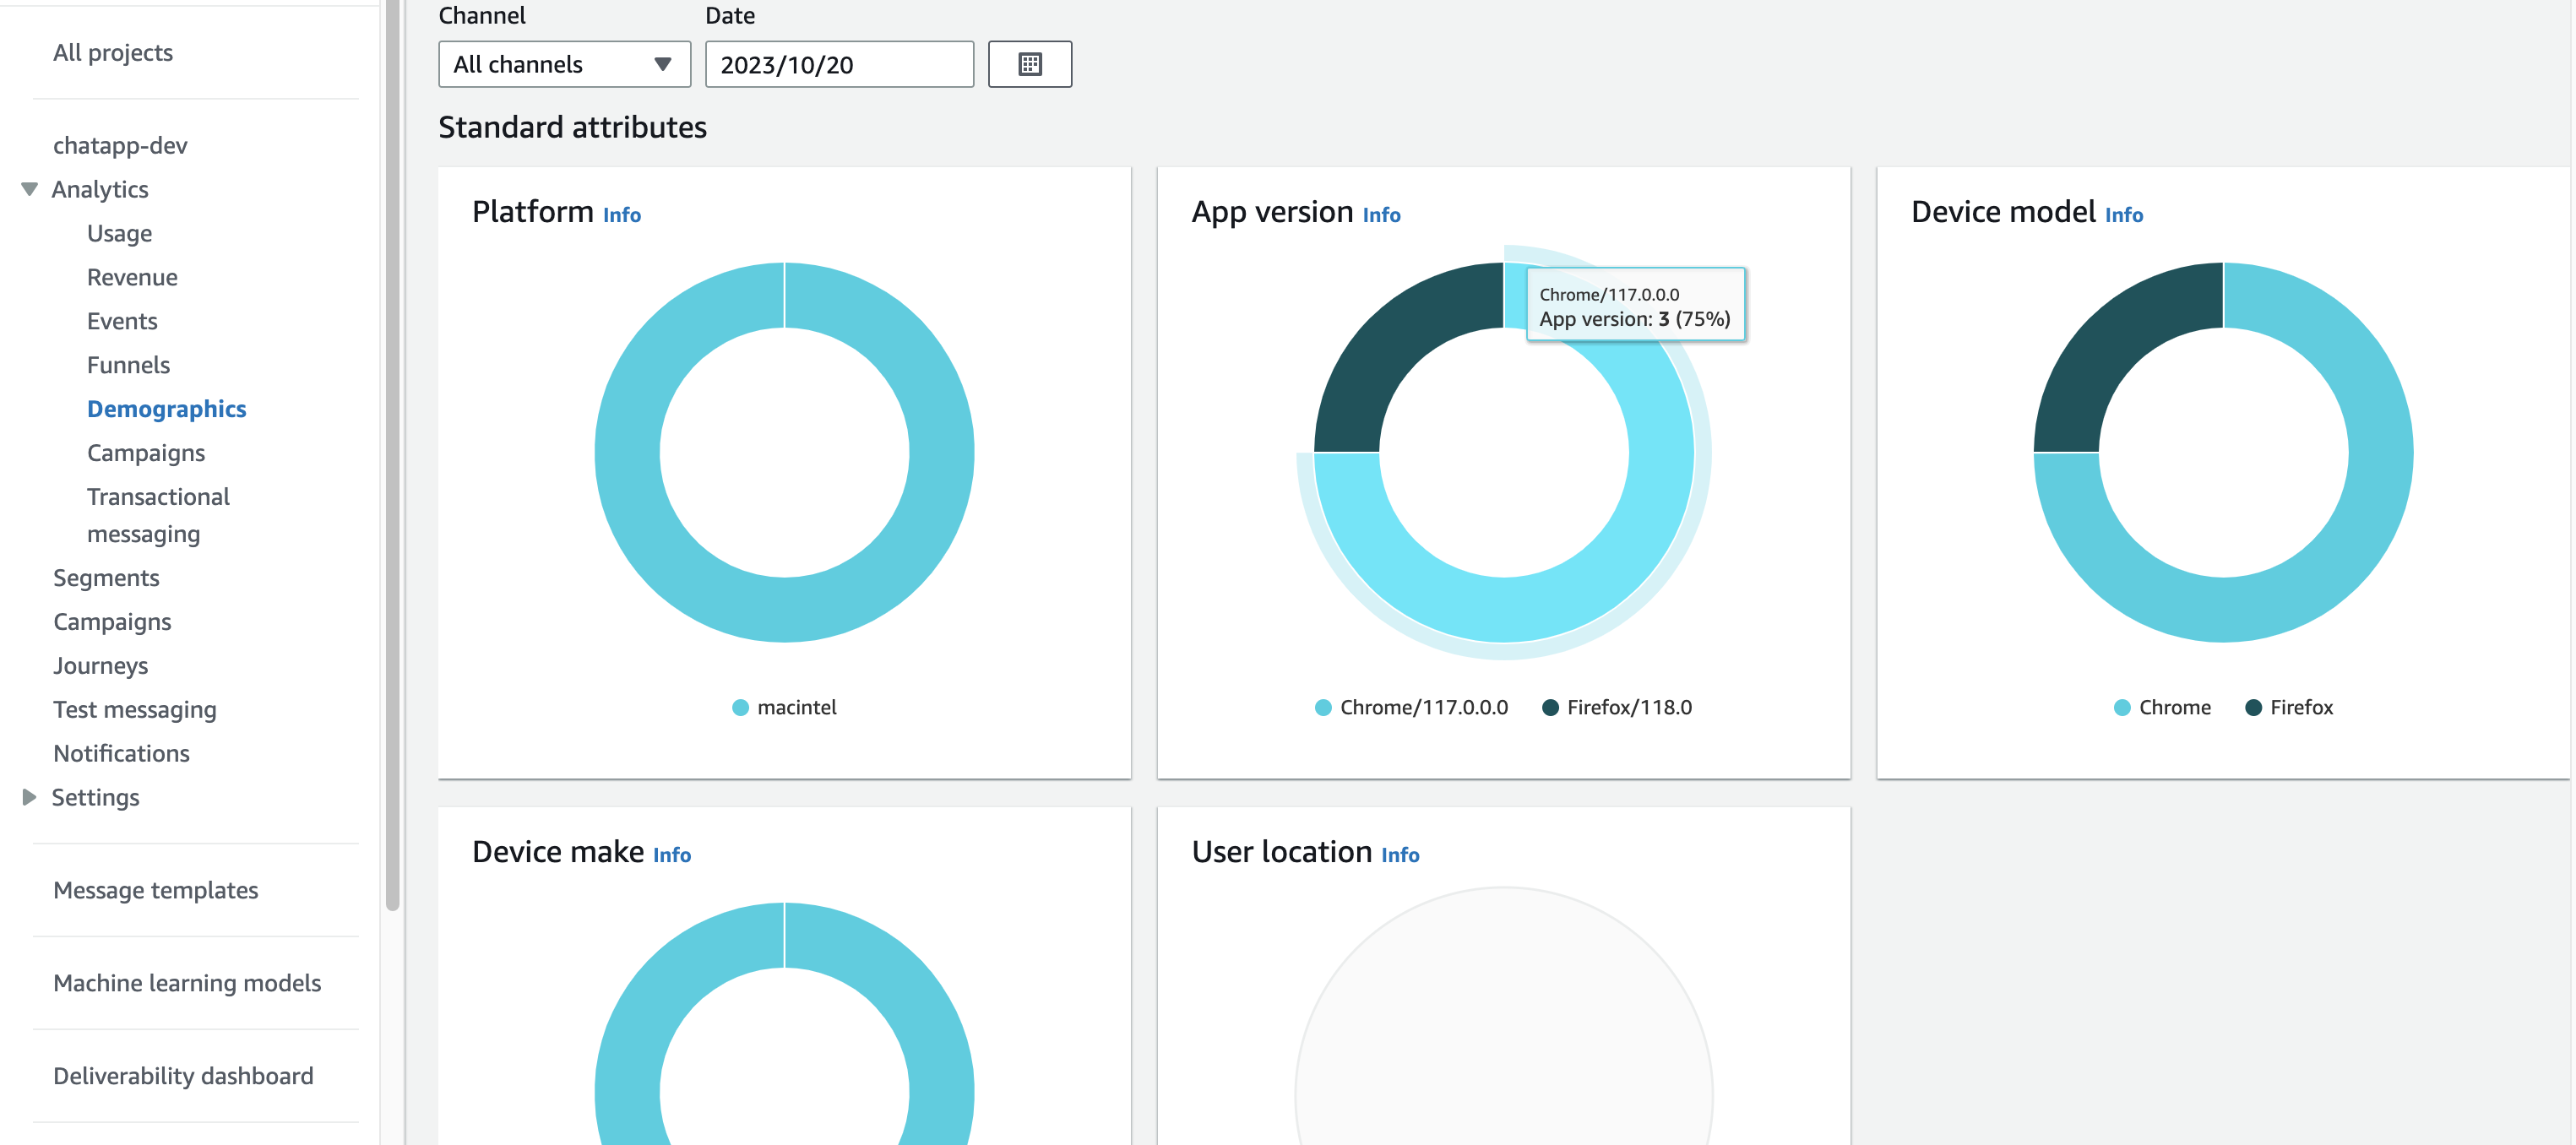 All projects
chatapp-dev
Analytics
Usage
Revenue
Events
Funnels
Demographics
Campaigns
Transactional
messaging
Segments
Campaigns
Journeys
Test messaging
Notifications
Settings
Message templates
Machine learning models
Deliverability dashboard
Channel
Date
All channels
2023/10/20
Standard attributes
Platform Info
macintel
App version Info
Chrome/117.0.0.0
App version: 3 (75%)
Chrome/117.0.0.0
Firefox/118.0
Device model Info
Chrome
Firefox
Device make Info
User location Info